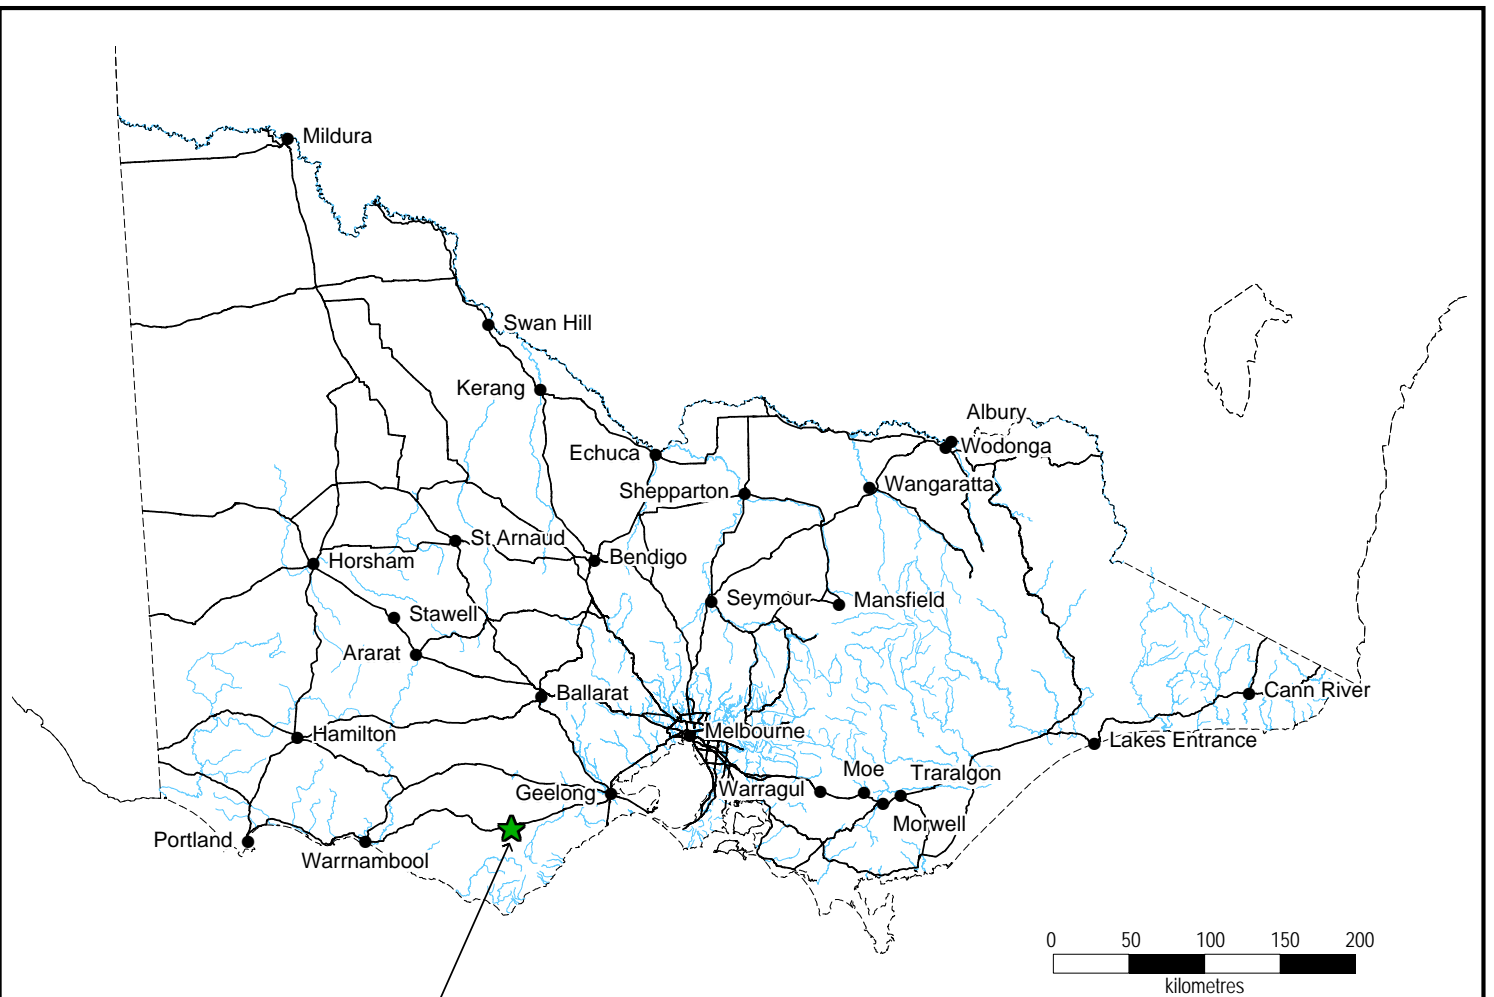 Mildura
Swan Hill
Kerang
Albury
Echuca
Wodonga
Shepparton
Wangaratta
St Arnaud
Horsham
Bendigo
Seymour
Mansfield
Stawell
Ararat
Ballarat
Cann River
Hamilton
Melbourne
Lakes Entrance
Moe
Traralgon
Geelong
Warragul
Morwell
Portland
Warrnambool
0 50 100 150 200
kilometres